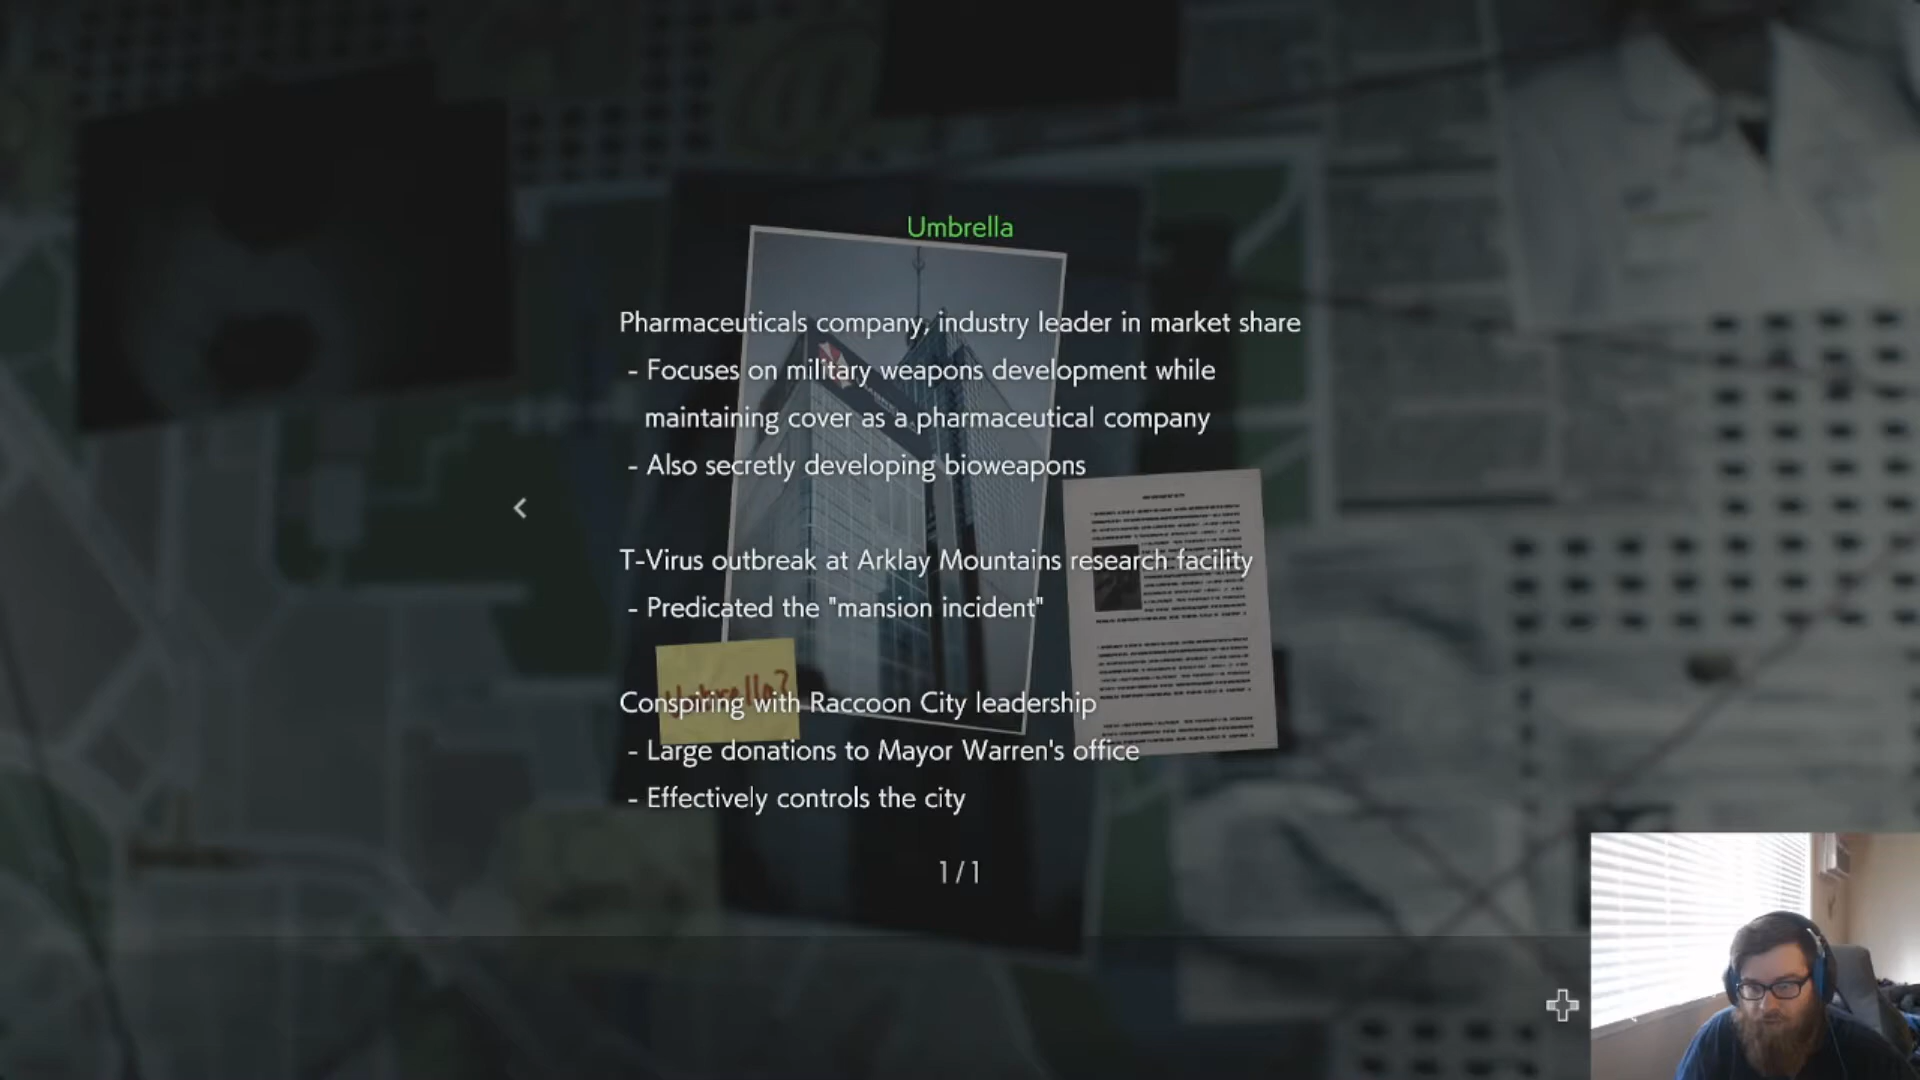 Umbrella
Pharmaceuticals company, industry leader in market share
- Focuses on military weapons development while
maintaining cover as a pharmaceutical company
- Also secretly developing bioweapons
T-Virus outbreak at Arklay Mountains research facility
- Predicated the "mansion incident"
Umbrella?
Conspiring with Raccoon City leadership
- Large donations to Mayor Warren's office
- Effectively controls the city
1/1